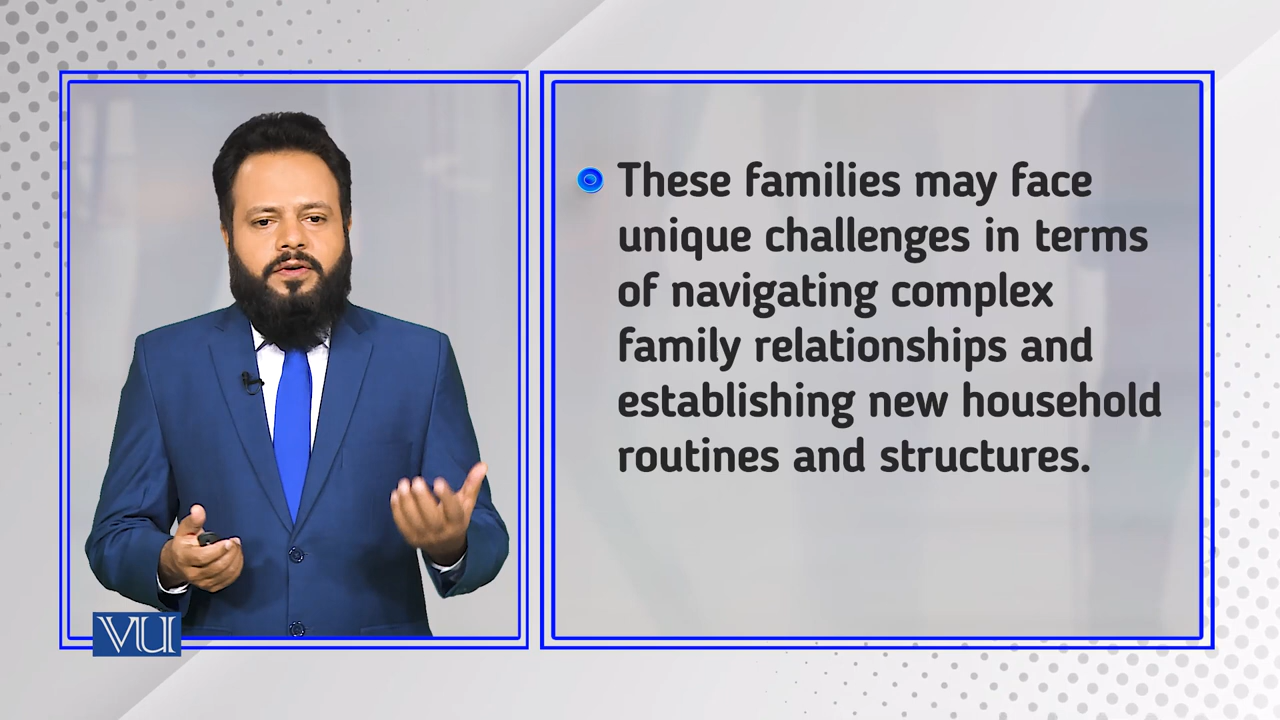 These families may face
unique challenges in terms
of navigating complex
family relationships and
establishing new household
routines and structures.
VU